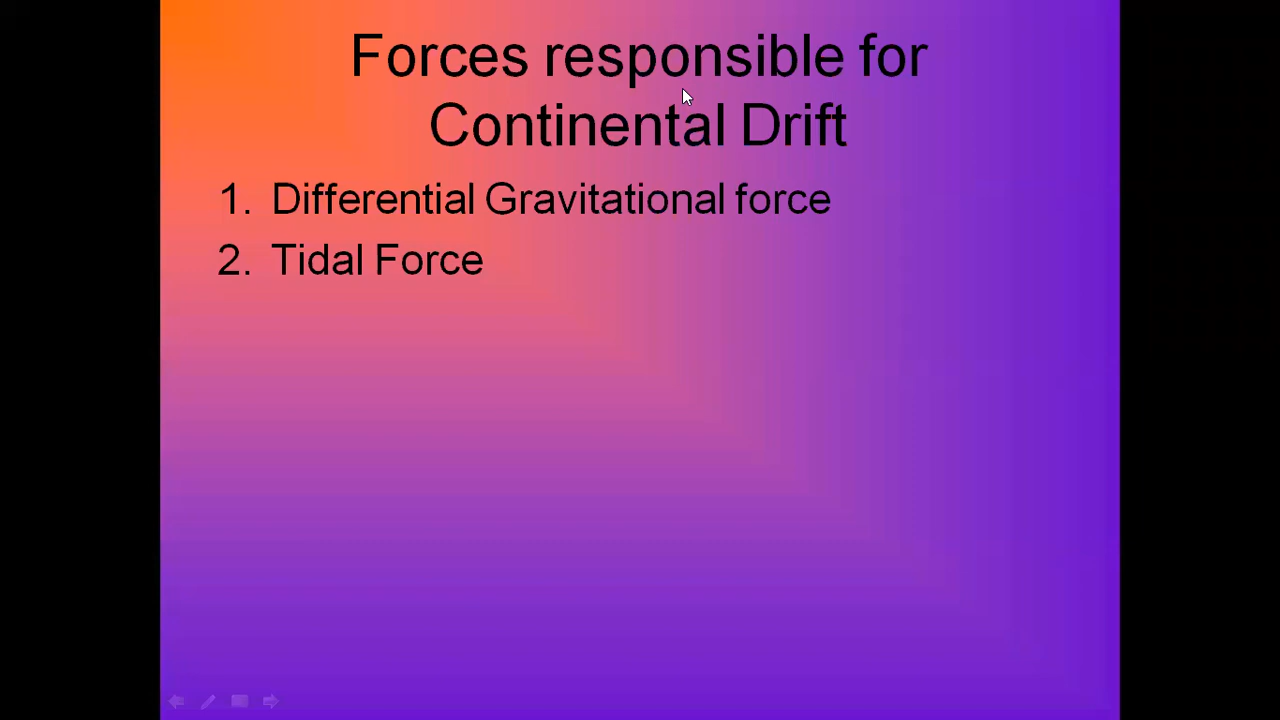 Forces responsible for
Continental Drift
1. Differential Gravitational force
2. Tidal Force